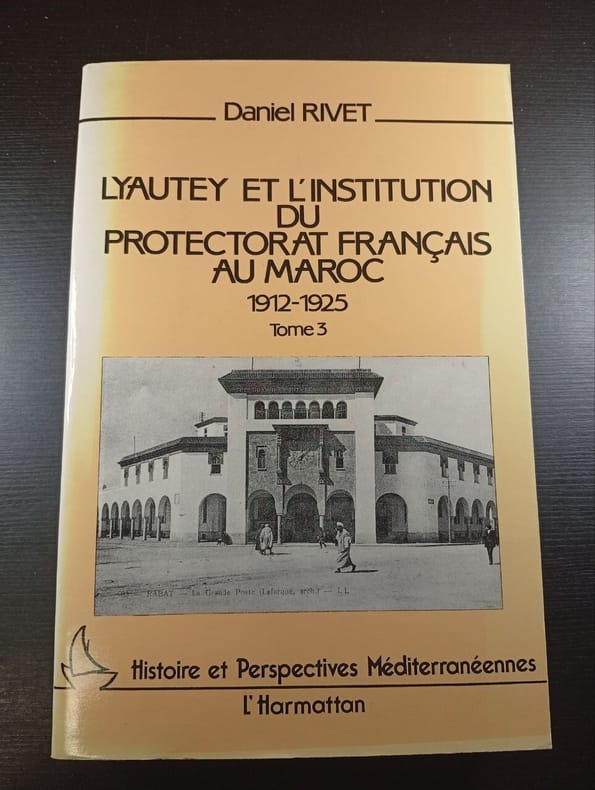 Daniel RIVET
LYAUTEY ET L'INSTITUTION
DU
PROTECTORAT FRANÇAIS
AU MAROC
1912-1925
Tome 3
RABAT — La Grande Poste (Laforgue, arch.) — LL
Histoire et Perspectives Méditerranéennes
L'Harmattan